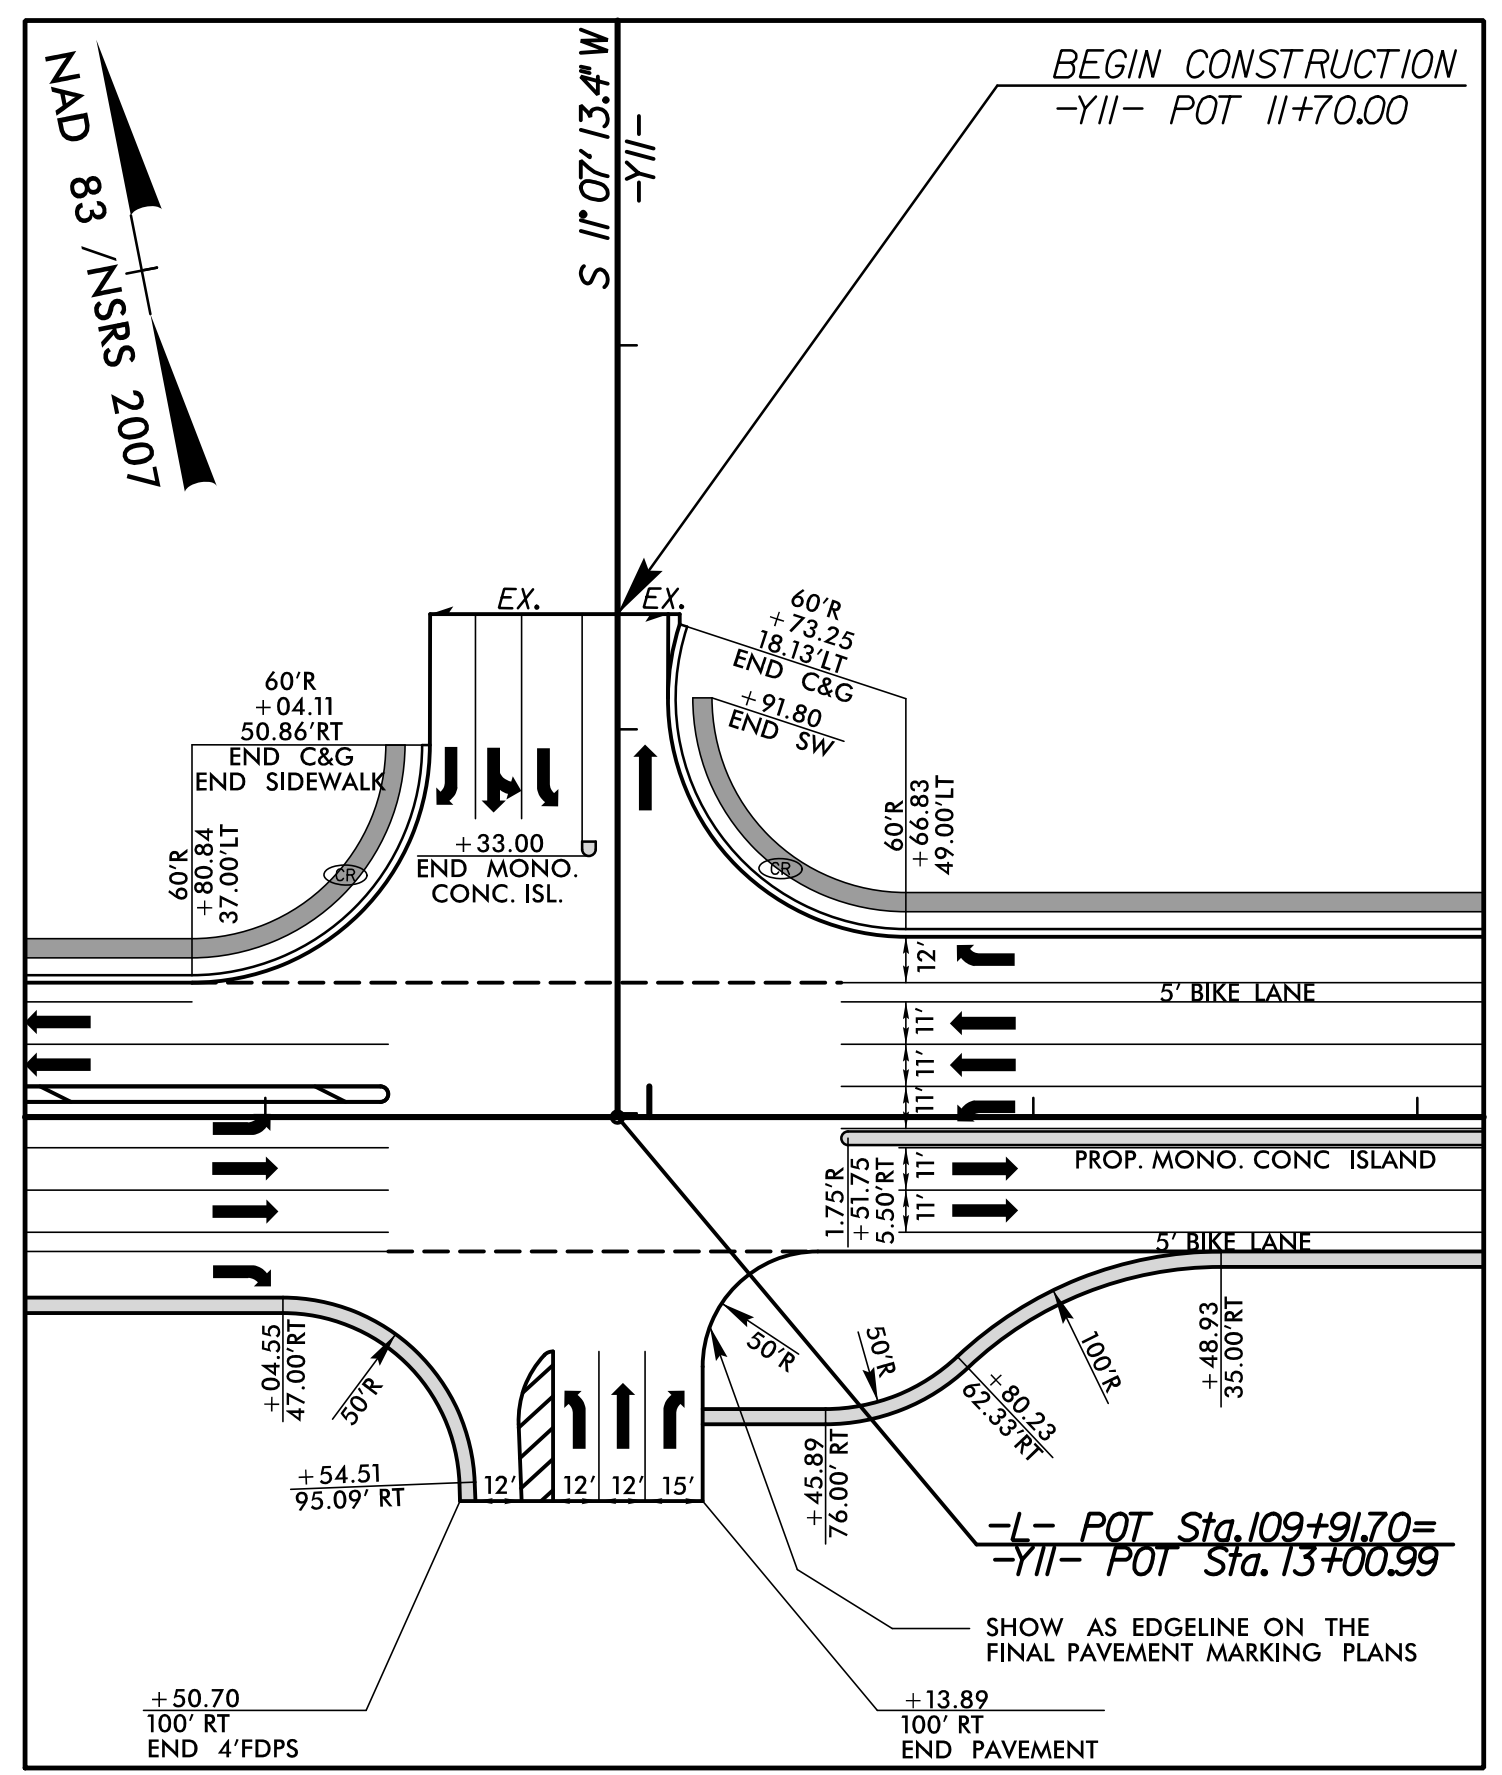 NAD 83 /NSRS 2007
S 11°07' 13.4" W
-Y11-
BEGIN CONSTRUCTION
-Y11- POT 11+70.00
EX.
EX.
60'R
+73.25
18.13'LT
END C&G
+91.80
END SW
60'R
+04.11
50.86'RT
END C&G
END SIDEWALK
60'R
+80.84
37.00'LT
CR
+33.00
END MONO.
CONC. ISL.
CR
60'R
+66.83
49.00'LT
12'
5' BIKE LANE
11'
11'
11'
PROP. MONO. CONC ISLAND
1.75'R
+51.75
5.50'RT
11'
11'
5' BIKE LANE
+04.55
47.00'RT
50'R
50'R
50'R
100'R
+80.23
62.33'RT
+48.93
35.00'RT
+45.89
76.00' RT
+54.51
95.09' RT
12'
12'
12'
15'
-L- POT Sta. 109+91.70=
-Y11- POT Sta. 13+00.99
SHOW AS EDGELINE ON THE
FINAL PAVEMENT MARKING PLANS
+50.70
100' RT
END 4'FDPS
+13.89
100' RT
END PAVEMENT